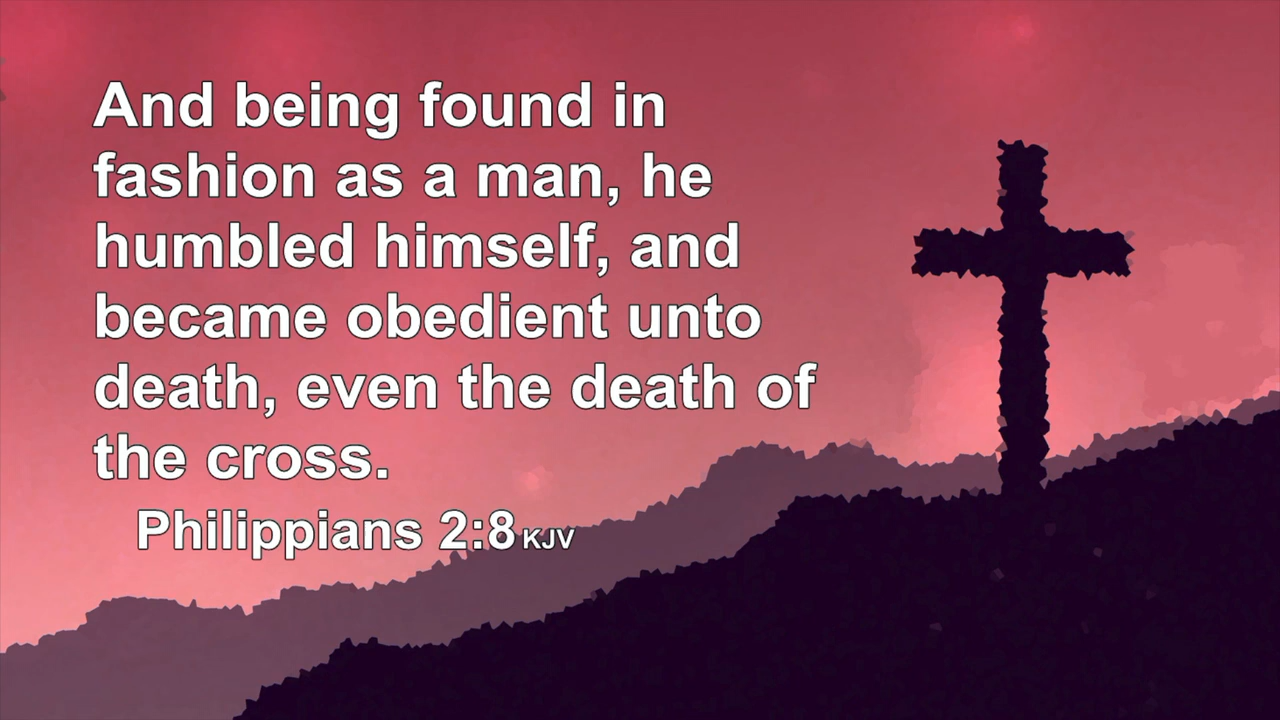 And being found in
fashion as a man, he
humbled himself, and
became obedient unto
death, even the death of
the cross.
Philippians 2:8 KJV